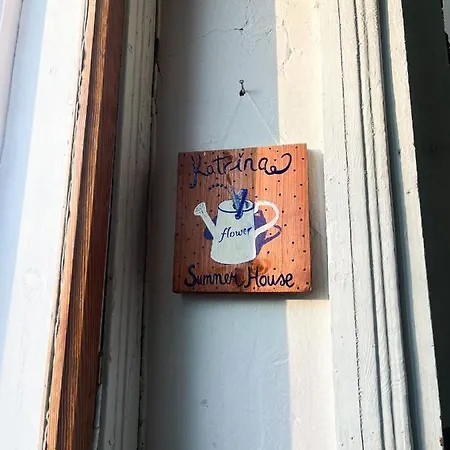 Katrina
flower
Summer House